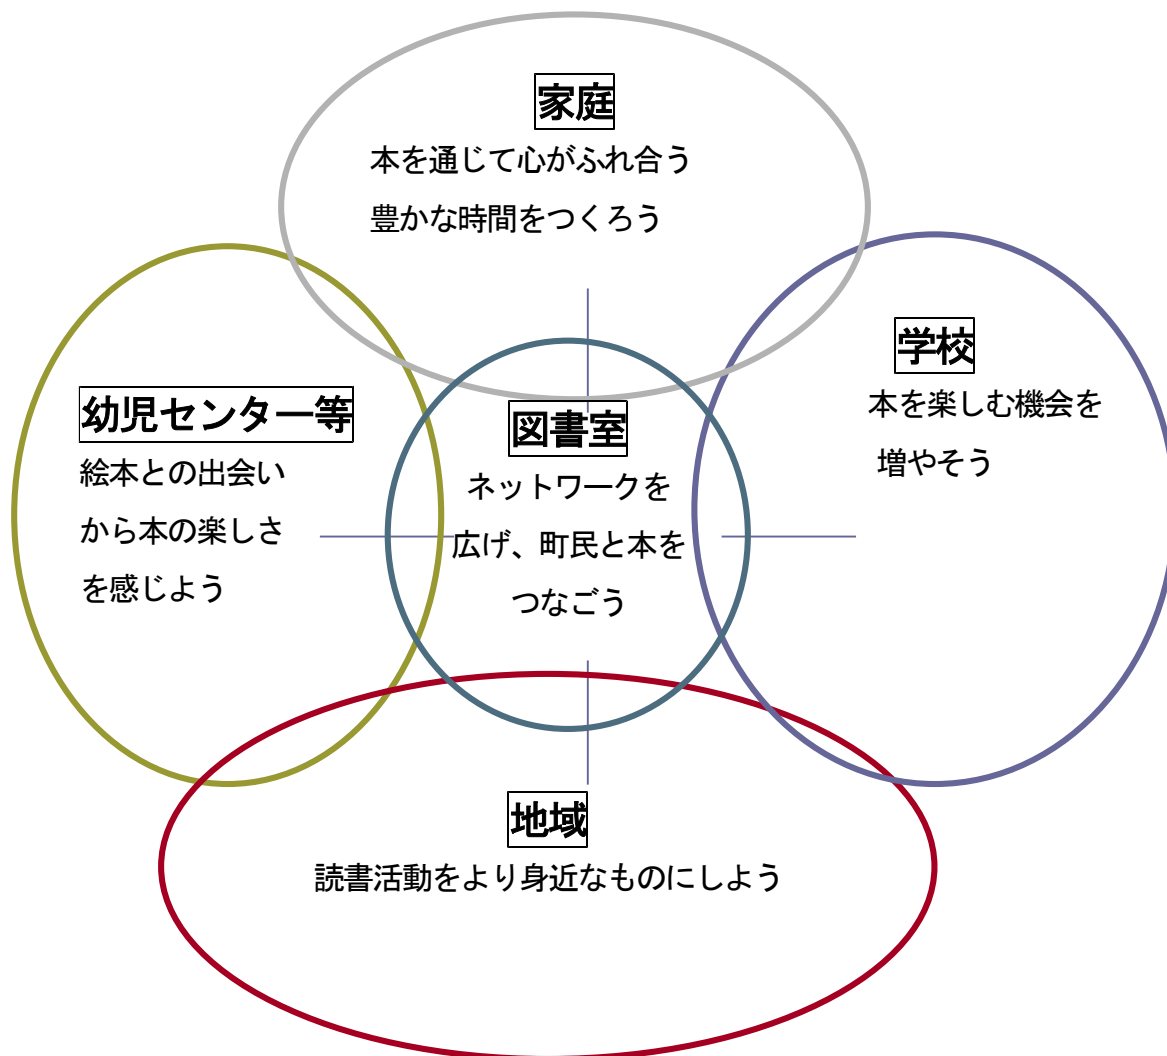 家庭
本を通じて心がふれ合う
豊かな時間をつくろう
学校
本を楽しむ機会を
増やそう
幼児センター等
絵本との出会い
から本の楽しさ
を感じよう
図書室
ネットワークを
広げ、町民と本を
つなごう
地域
読書活動をより身近なものにしよう